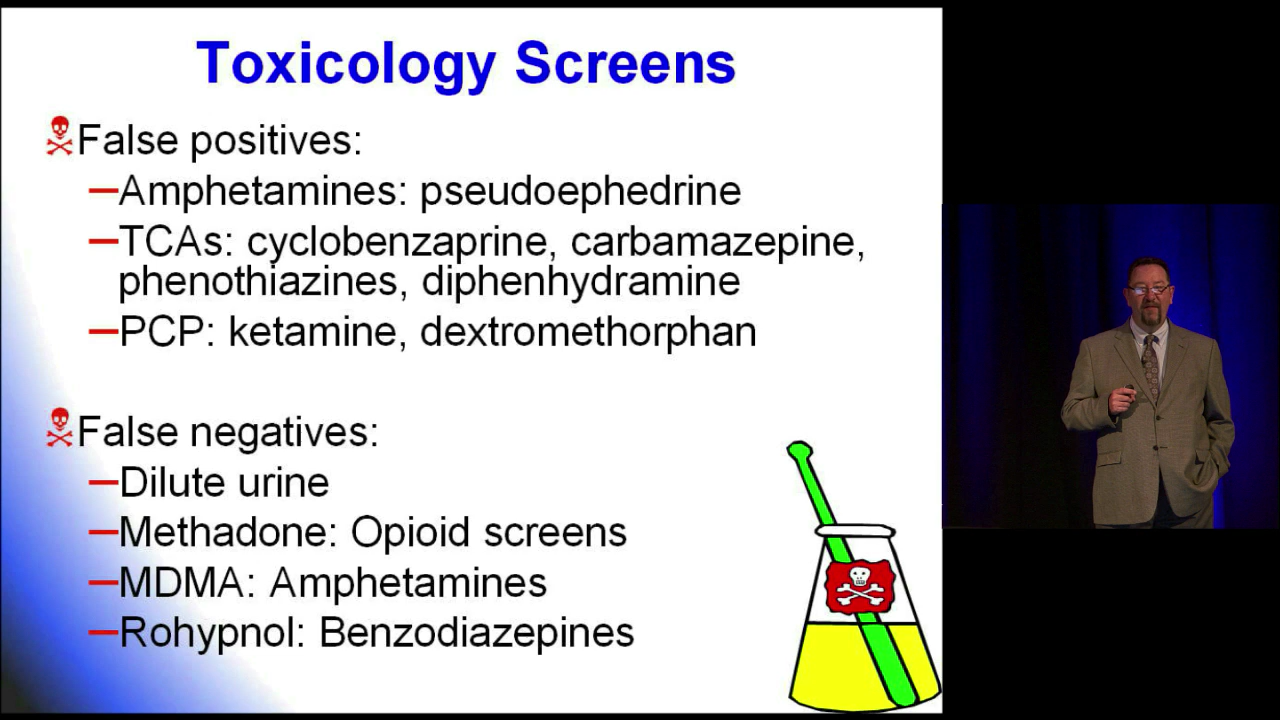 Toxicology Screens
False positives:
–Amphetamines: pseudoephedrine
–TCAs: cyclobenzaprine, carbamazepine,
phenothiazines, diphenhydramine
–PCP: ketamine, dextromethorphan
False negatives:
–Dilute urine
–Methadone: Opioid screens
–MDMA: Amphetamines
–Rohypnol: Benzodiazepines